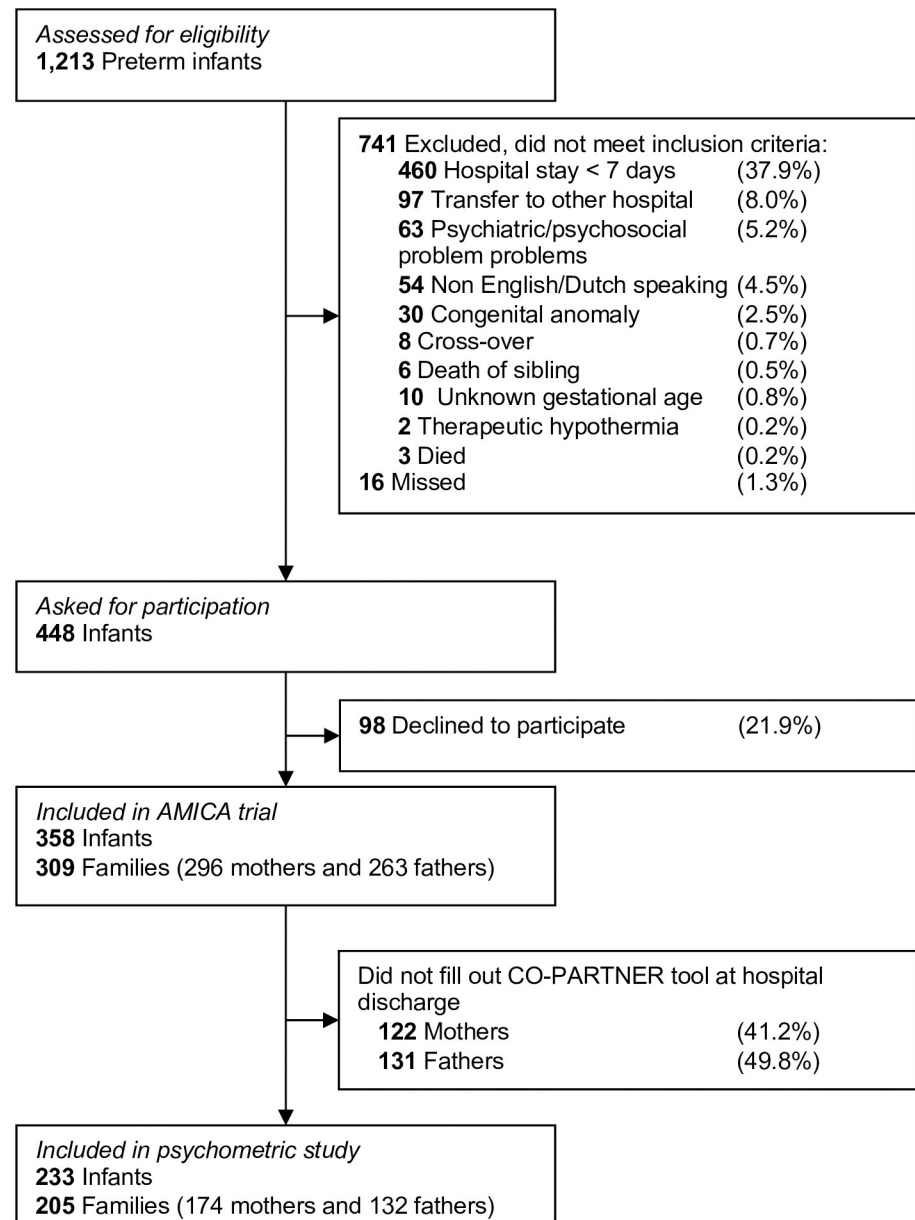 Assessed for eligibility
1,213 Preterm infants
741 Excluded, did not meet inclusion criteria:
460 Hospital stay < 7 days (37.9%)
97 Transfer to other hospital (8.0%)
63 Psychiatric/psychosocial (5.2%)
problem problems
54 Non English/Dutch speaking (4.5%)
30 Congenital anomaly (2.5%)
8 Cross-over (0.7%)
6 Death of sibling (0.5%)
10 Unknown gestational age (0.8%)
2 Therapeutic hypothermia (0.2%)
3 Died (0.2%)
16 Missed (1.3%)
Asked for participation
448 Infants
98 Declined to participate (21.9%)
Included in AMICA trial
358 Infants
309 Families (296 mothers and 263 fathers)
Did not fill out CO-PARTNER tool at hospital
discharge
122 Mothers (41.2%)
131 Fathers (49.8%)
Included in psychometric study
233 Infants
205 Families (174 mothers and 132 fathers)